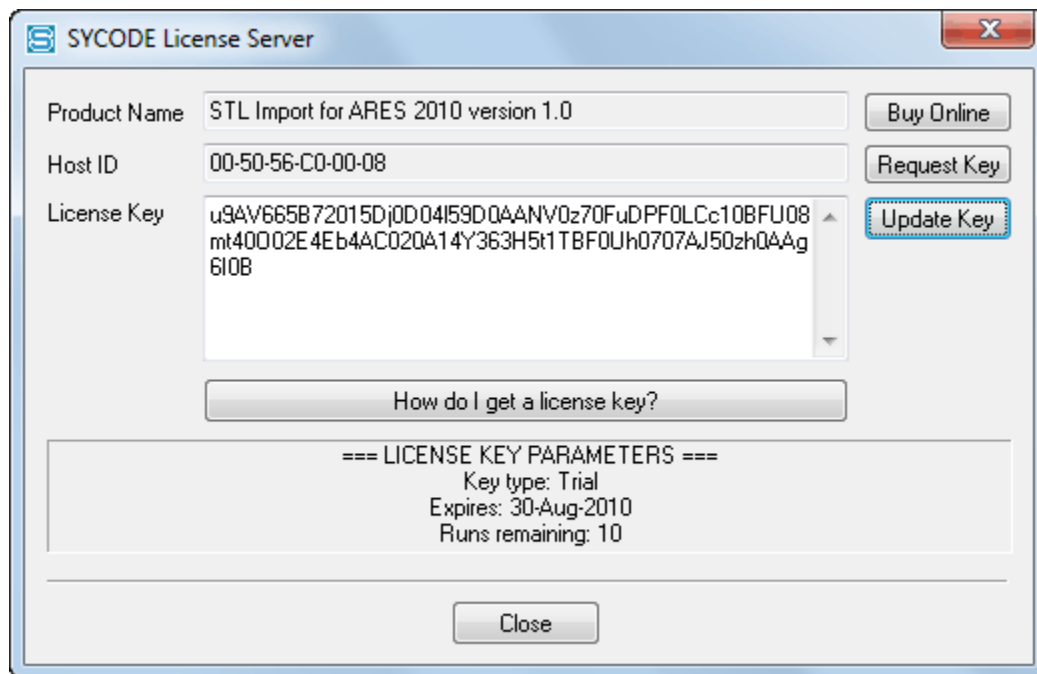 SYCODE License Server
Product Name STL Import for ARES 2010 version 1.0 Buy Online
Host ID 00-50-56-C0-00-08 Request Key
License Key u9AV665B72015Dj0D04I59D0AANV0z70FuDPF0LCc10BFU08 Update Key
mt40O02E4Eb4AC020A14Y363H5t1TBF0Uh0707AJ50zh0AAg
6I0B
How do I get a license key?
=== LICENSE KEY PARAMETERS ===
Key type: Trial
Expires: 30-Aug-2010
Runs remaining: 10
Close